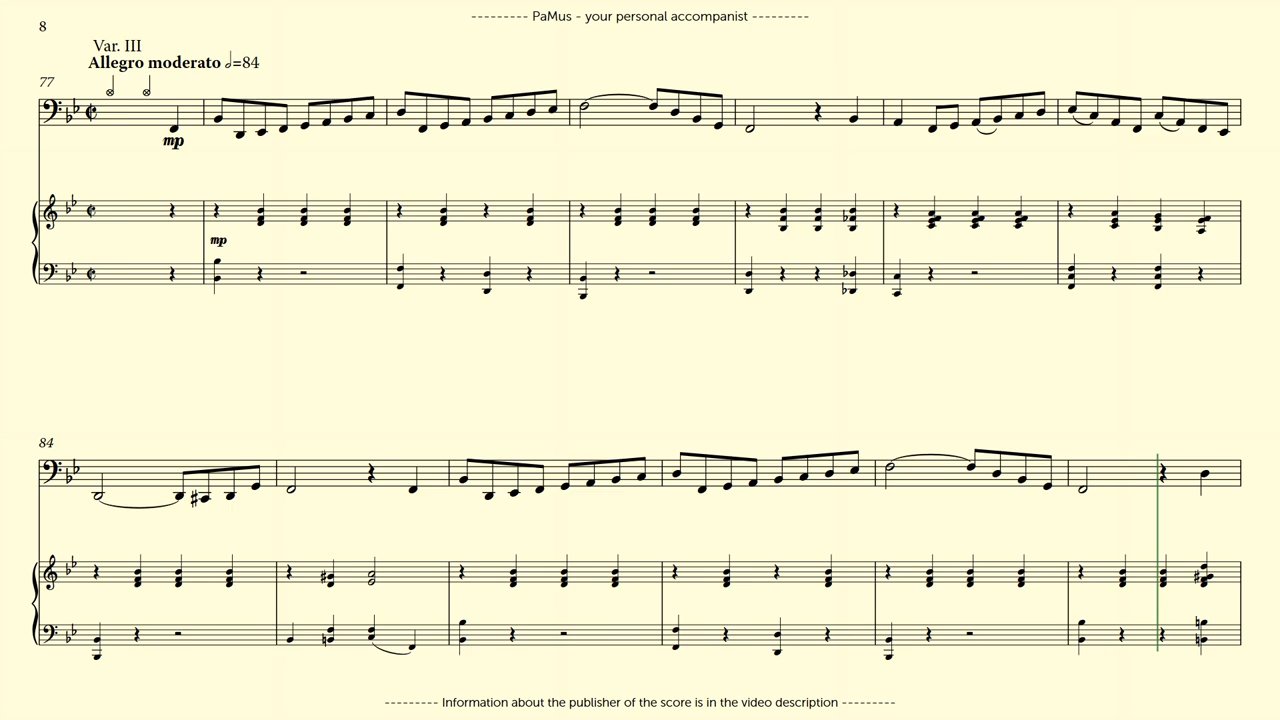 --------- PaMus - your personal accompanist ---------
8
Var. III
Allegro moderato 𝅗𝅥=84
77
mp
mp
84
--------- Information about the publisher of the score is in the video description ---------